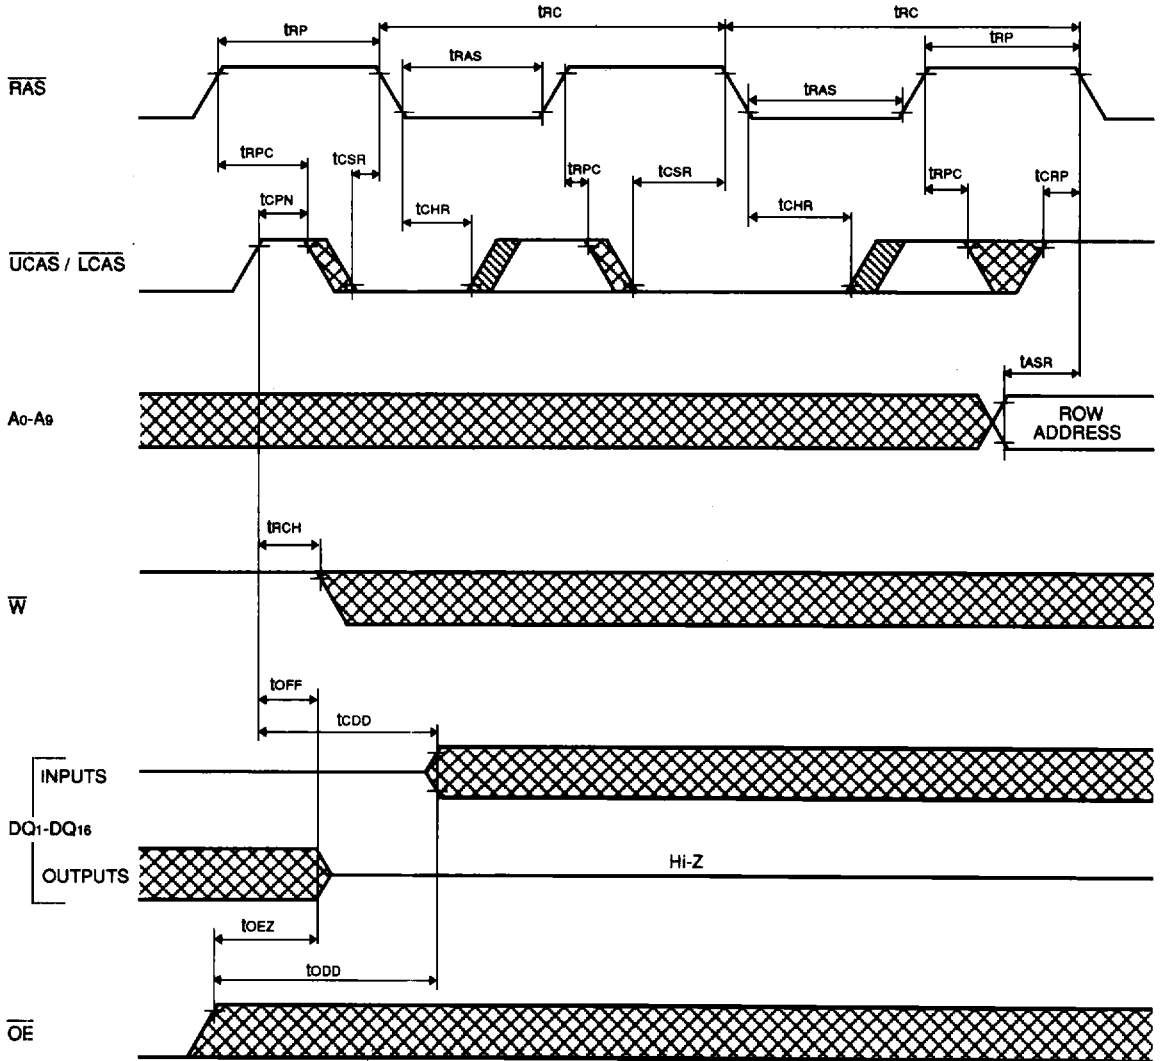 tRC tRC
tRP tRP
tRAS
RAS
tRAS
tRPC tCSR tRPC tCSR tRPC tCRP
tCPN tCHR tCHR
UCAS / LCAS
tASR
A0-A9
ROW
ADDRESS
tRCH
W
tOFF
tCDD
INPUTS
DQ1-DQ16
OUTPUTS
Hi-Z
tOEZ
tODD
OE